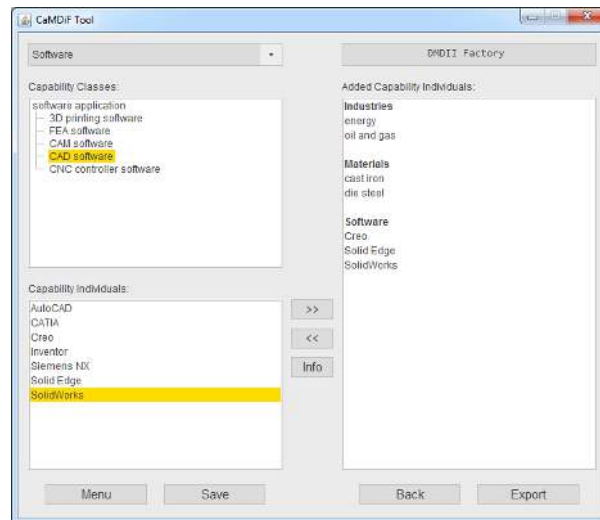 CaMDiF Tool
Software
DMDII Factory
Capability Classes:
software application
3D printing software
FEA software
CAM software
CAD software
CNC controller software
Capability Individuals:
AutoCAD
CATIA
Creo
Inventor
Siemens NX
Solid Edge
SolidWorks
>>
<<
Info
Added Capability Individuals:
Industries
energy
oil and gas
Materials
cast iron
die steel
Software
Creo
Solid Edge
SolidWorks
Menu
Save
Back
Export